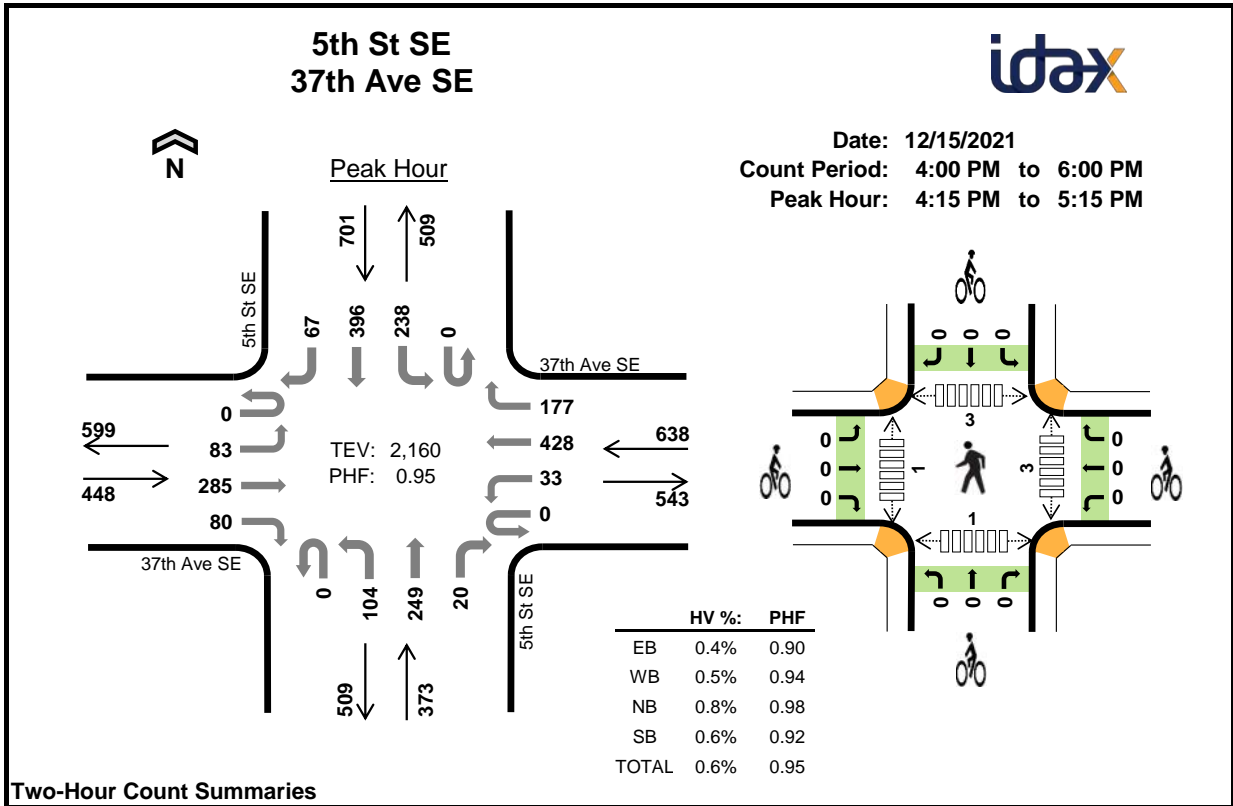 5th St SE
37th Ave SE
idax
N
Peak Hour
Date: 12/15/2021
Count Period: 4:00 PM to 6:00 PM
Peak Hour: 4:15 PM to 5:15 PM
701
509
5th St SE
67
396
238
0
37th Ave SE
0
83
285
80
599
448
TEV: 2,160
PHF: 0.95
177
428
33
0
638
543
37th Ave SE
0
104
249
20
5th St SE
509
373
0 0 0
3
0
0
0
1
3
0
0
0
1
0 0 0
HV %: PHF
EB 0.4% 0.90
WB 0.5% 0.94
NB 0.8% 0.98
SB 0.6% 0.92
TOTAL 0.6% 0.95
Two-Hour Count Summaries